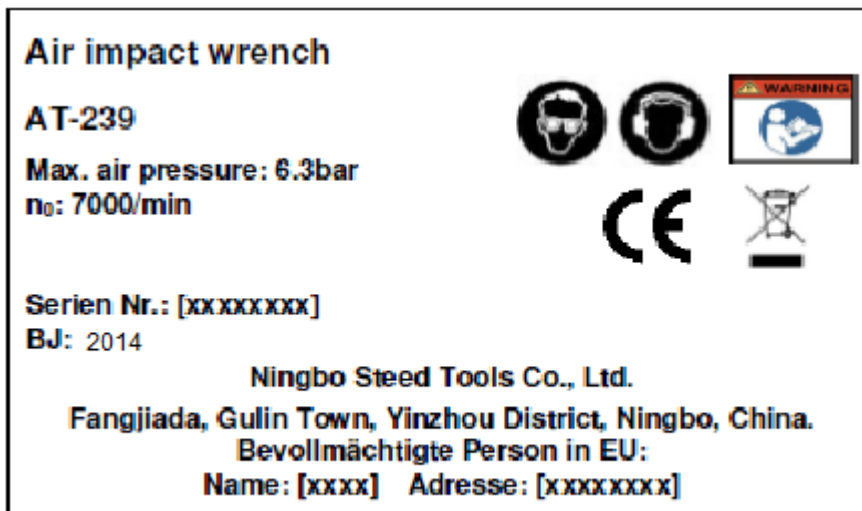 Air impact wrench
AT-239
WARNING
Max. air pressure: 6.3bar
n₀: 7000/min
CE
Serien Nr.: [xxxxxxxx]
BJ: 2014
Ningbo Steed Tools Co., Ltd.
Fangjiada, Gulin Town, Yinzhou District, Ningbo, China.
Bevollmächtigte Person in EU:
Name: [xxxx] Adresse: [xxxxxxxx]